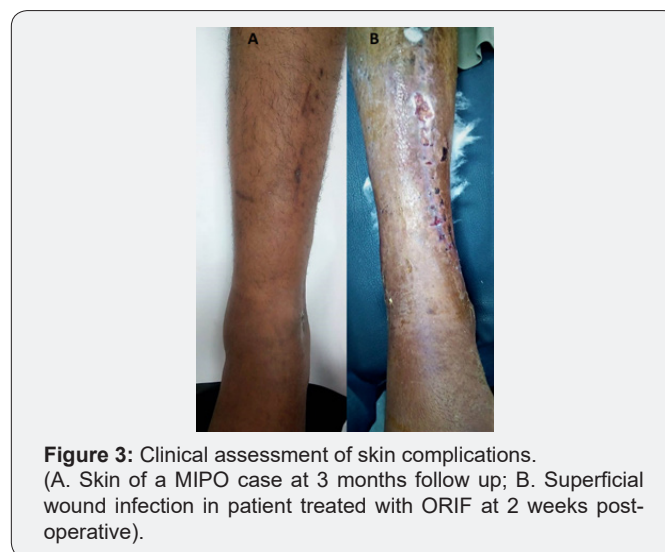 A B
Figure 3: Clinical assessment of skin complications.
(A. Skin of a MIPO case at 3 months follow up; B. Superficial
wound infection in patient treated with ORIF at 2 weeks post-
operative).